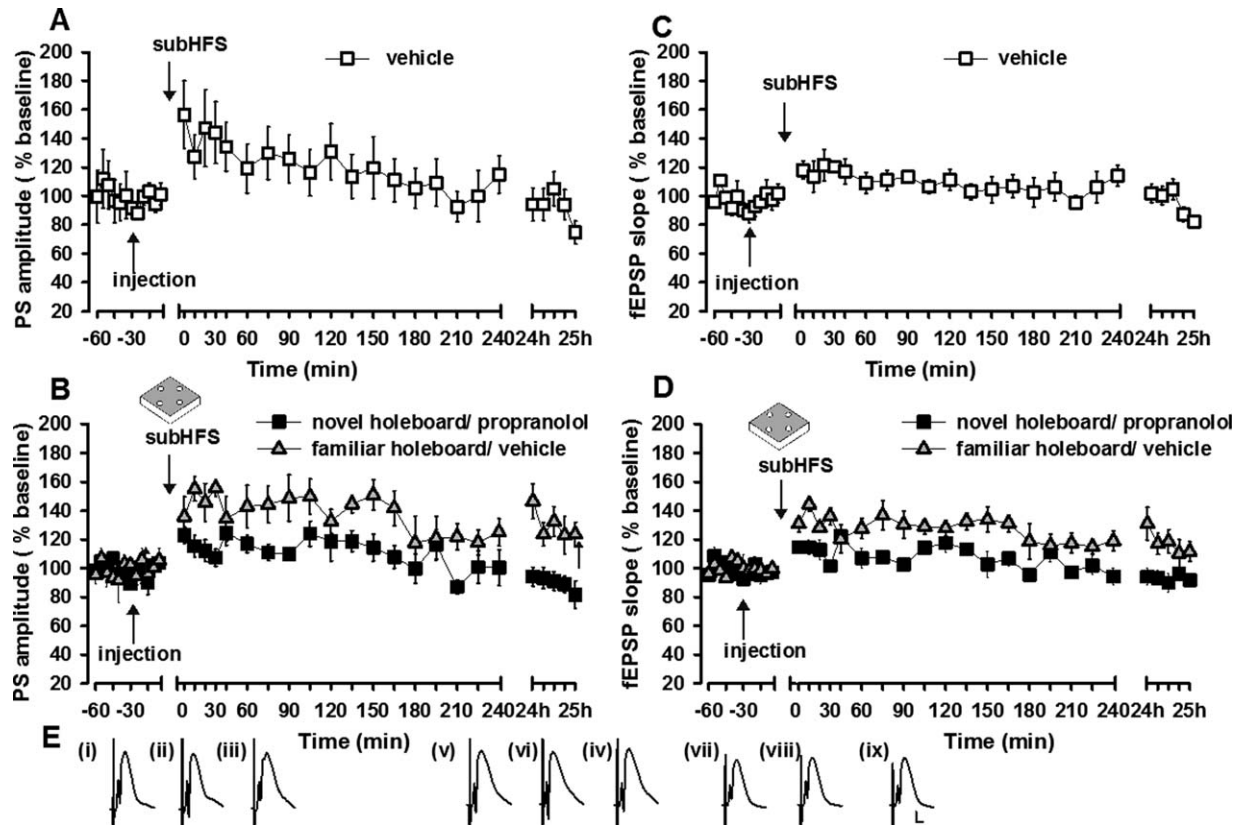 A
subHFS
vehicle
PS amplitude ( % baseline)
200
180
160
140
120
100
80
60
40
20
injection
-60 -30 0 30 60 90 120 150 180 210 240 24h 25h
Time (min)
C
subHFS
vehicle
fEPSP slope ( % baseline)
200
180
160
140
120
100
80
60
40
20
injection
-60 -30 0 30 60 90 120 150 180 210 240 24h 25h
Time (min)
B
subHFS
novel holeboard/ propranolol
familiar holeboard/ vehicle
PS amplitude ( % baseline)
200
180
160
140
120
100
80
60
40
20
injection
-60 -30 0 30 60 90 120 150 180 210 240 24h 25h
Time (min)
D
subHFS
novel holeboard/ propranolol
familiar holeboard/ vehicle
fEPSP slope ( % baseline)
200
180
160
140
120
100
80
60
40
20
injection
-60 -30 0 30 60 90 120 150 180 210 240 24h 25h
Time (min)
E
(i) (ii) (iii) (v) (vi) (iv) (vii) (viii) (ix)